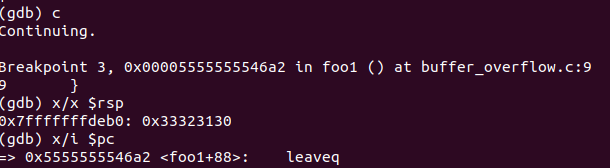 (gdb) c
Continuing.
Breakpoint 3, 0x00005555555546a2 in foo1 () at buffer_overflow.c:9
9 }
(gdb) x/x $rsp
0x7fffffffdeb0: 0x33323130
(gdb) x/i $pc
=> 0x5555555546a2 <foo1+88>: leaveq